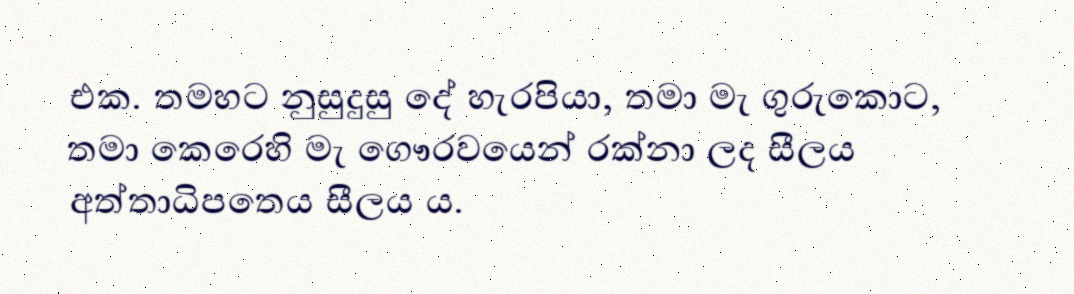 එක. තමහට නුසුදුසු දේ හැරපියා, තමා මැ ගුරුකොට,
තමා කෙරෙහි මැ ගෞරවයෙන් රක්නා ලද සීලය
අත්තාධිපතෙය සීලය ය.